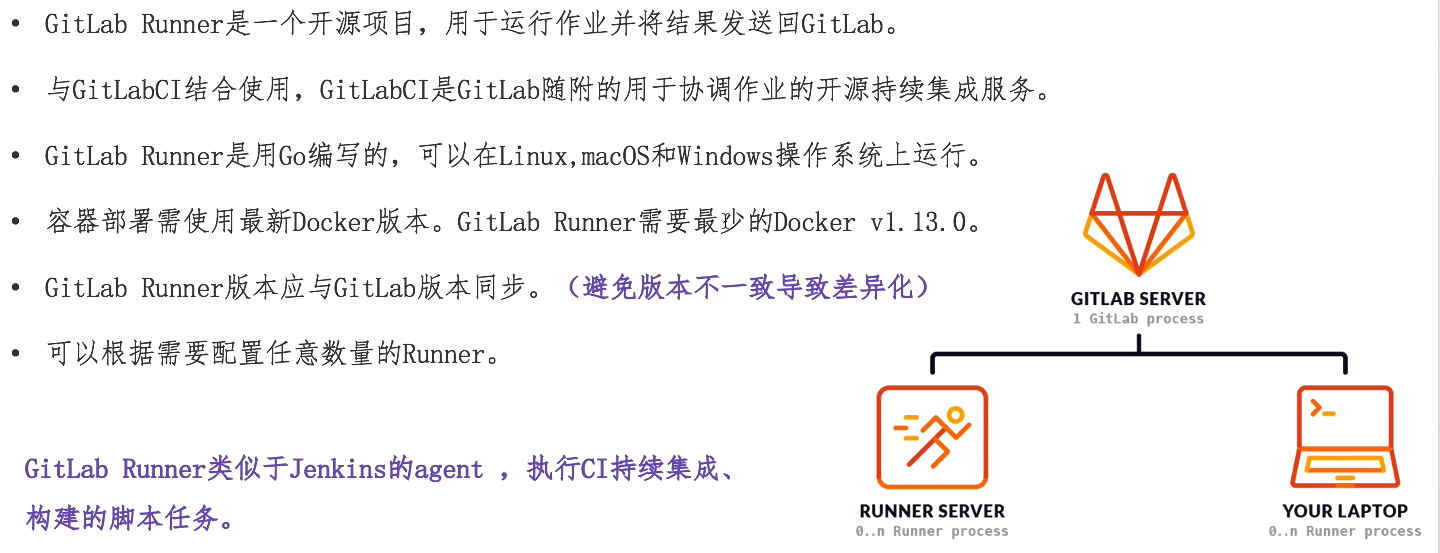 • GitLab Runner是一个开源项目，用于运行作业并将结果发送回GitLab。
• 与GitLabCI结合使用，GitLabCI是GitLab随附的用于协调作业的开源持续集成服务。
• GitLab Runner是用Go编写的，可以在Linux,macOS和Windows操作系统上运行。
• 容器部署需使用最新Docker版本。GitLab Runner需要最少的Docker v1.13.0。
• GitLab Runner版本应与GitLab版本同步。（避免版本不一致导致差异化）
• 可以根据需要配置任意数量的Runner。
GitLab Runner类似于Jenkins的agent ，执行CI持续集成、
构建的脚本任务。
GITLAB SERVER
1 GitLab process
RUNNER SERVER
0..n Runner process
YOUR LAPTOP
0..n Runner process